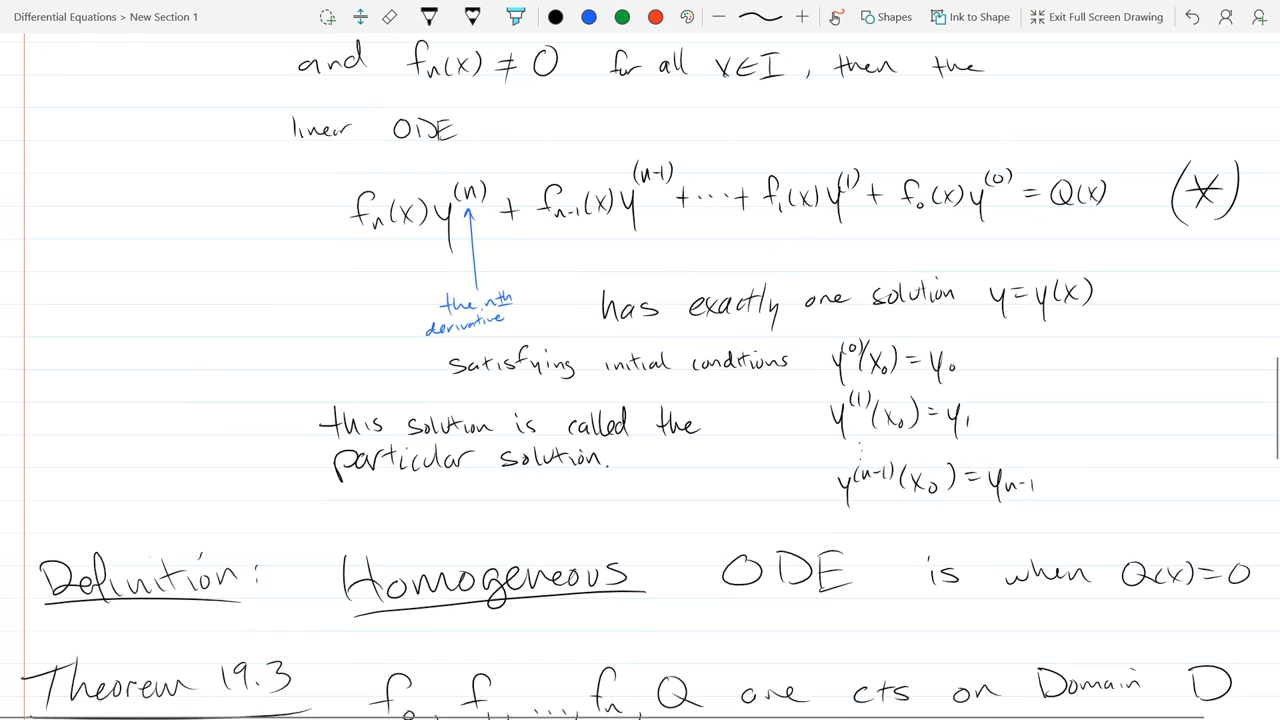 Differential Equations > New Section 1
Shapes
Ink to Shape
Exit Full Screen Drawing
and fn(x) ≠ 0 for all x∈I, then the
linear ODE
fn(x)y^(n) + fn-1(x)y^(n-1) + ... + f1(x)y^(1) + f0(x)y^(0) = Q(x) (*)
the nth
derivative
has exactly one solution y=y(x)
satisfying initial conditions y^(0)(x0) = y0
y^(1)(x0) = y1
⋮
y^(n-1)(x0) = yn-1
this solution is called the
particular solution.
Definition: Homogeneous ODE is when Q(x)=0
Theorem 19.3 f0, f1, ..., fn, Q are cts on Domain D